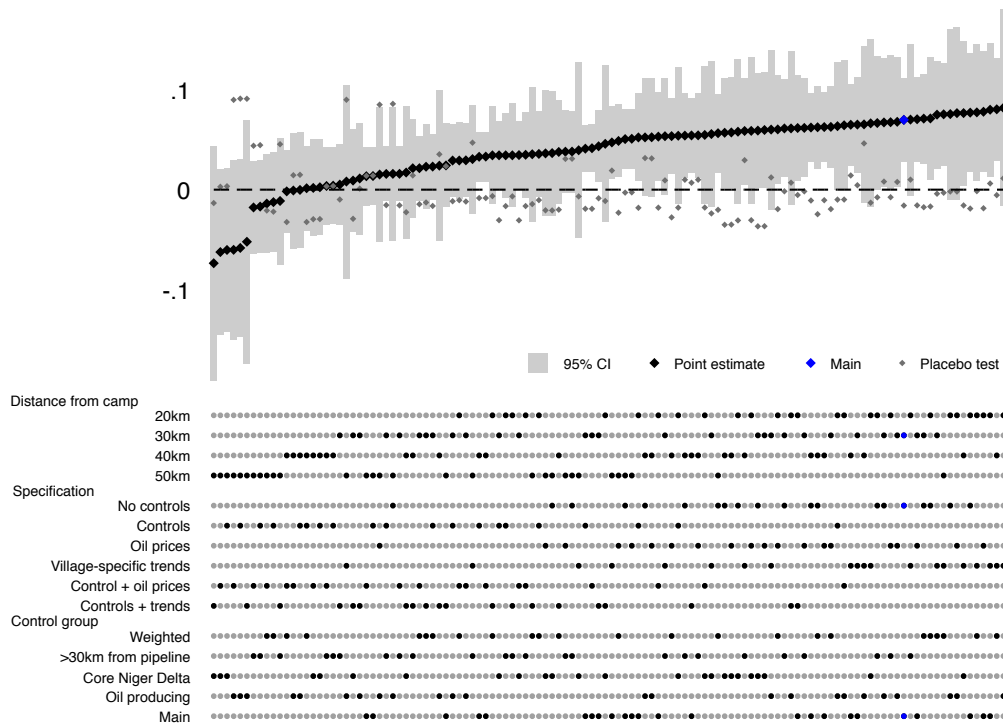 .1
0
-.1
95% CI
Point estimate
Main
Placebo test
Distance from camp
20km
30km
40km
50km
Specification
No controls
Controls
Oil prices
Village-specific trends
Control + oil prices
Controls + trends
Control group
Weighted
>30km from pipeline
Core Niger Delta
Oil producing
Main